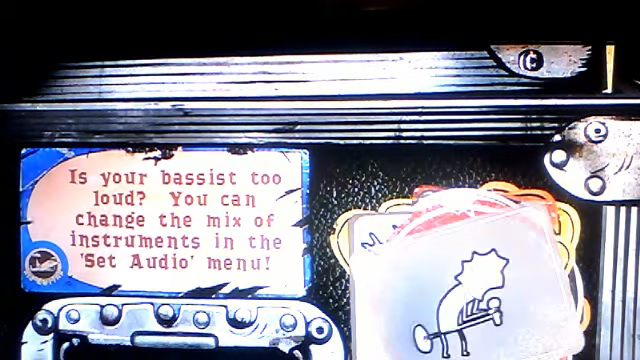 Is your bassist too
loud? You can
change the mix of
instruments in the
'Set Audio' menu!